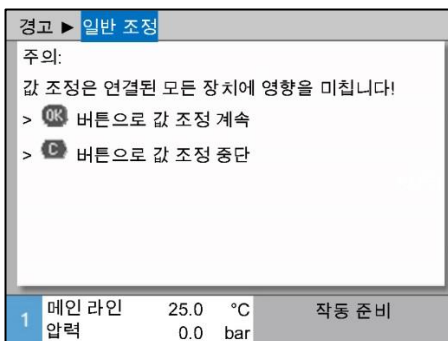 경고 ▶ 일반 조정
주의:
값 조정은 연결된 모든 장치에 영향을 미칩니다!
> OK 버튼으로 값 조정 계속
> C 버튼으로 값 조정 중단
1 메인 라인 25.0 °C 작동 준비
압력 0.0 bar